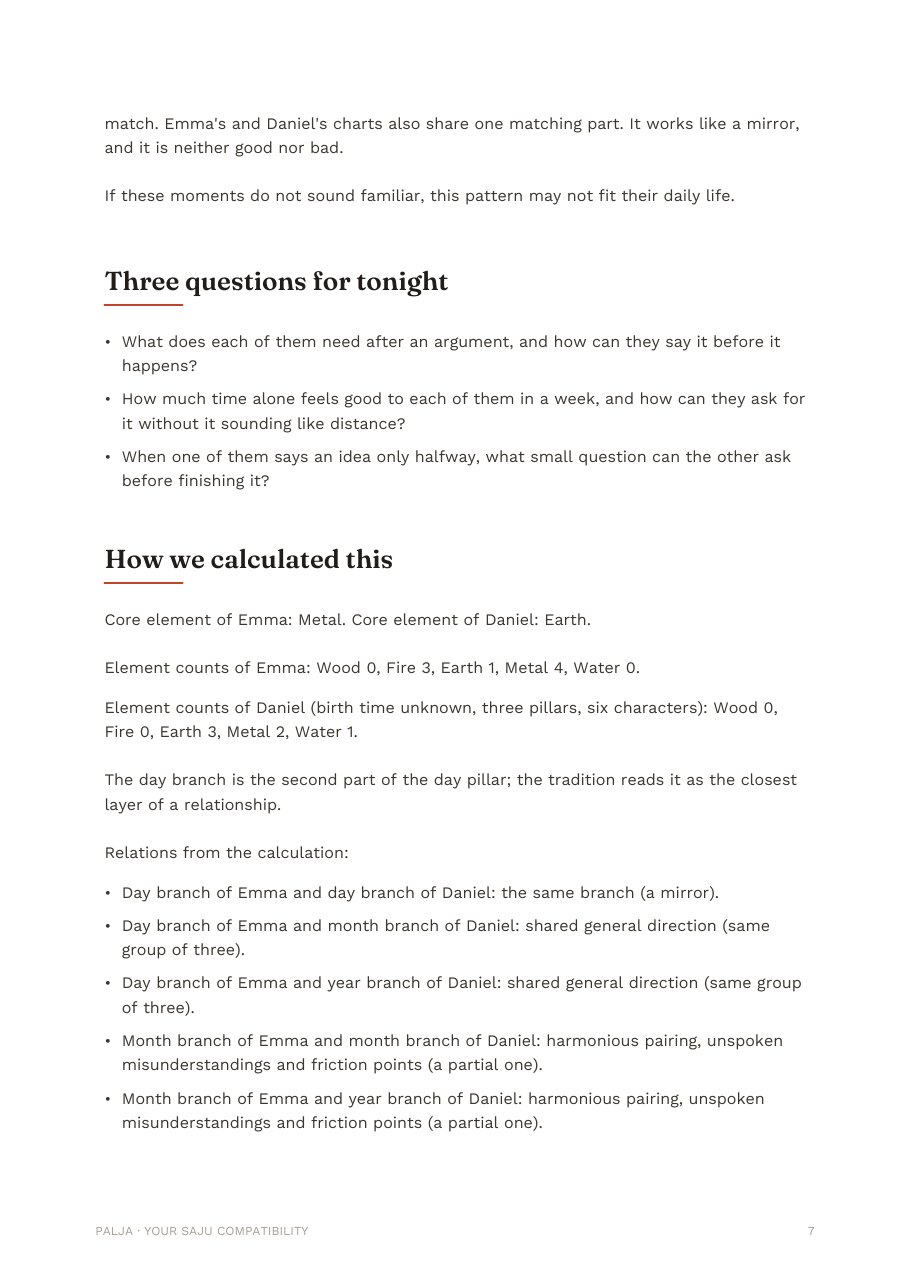 match. Emma's and Daniel's charts also share one matching part. It works like a mirror,
and it is neither good nor bad.
If these moments do not sound familiar, this pattern may not fit their daily life.
Three questions for tonight
• What does each of them need after an argument, and how can they say it before it
happens?
• How much time alone feels good to each of them in a week, and how can they ask for
it without it sounding like distance?
• When one of them says an idea only halfway, what small question can the other ask
before finishing it?
How we calculated this
Core element of Emma: Metal. Core element of Daniel: Earth.
Element counts of Emma: Wood 0, Fire 3, Earth 1, Metal 4, Water 0.
Element counts of Daniel (birth time unknown, three pillars, six characters): Wood 0,
Fire 0, Earth 3, Metal 2, Water 1.
The day branch is the second part of the day pillar; the tradition reads it as the closest
layer of a relationship.
Relations from the calculation:
• Day branch of Emma and day branch of Daniel: the same branch (a mirror).
• Day branch of Emma and month branch of Daniel: shared general direction (same
group of three).
• Day branch of Emma and year branch of Daniel: shared general direction (same group
of three).
• Month branch of Emma and month branch of Daniel: harmonious pairing, unspoken
misunderstandings and friction points (a partial one).
• Month branch of Emma and year branch of Daniel: harmonious pairing, unspoken
misunderstandings and friction points (a partial one).
PALJA · YOUR SAJU COMPATIBILITY
7